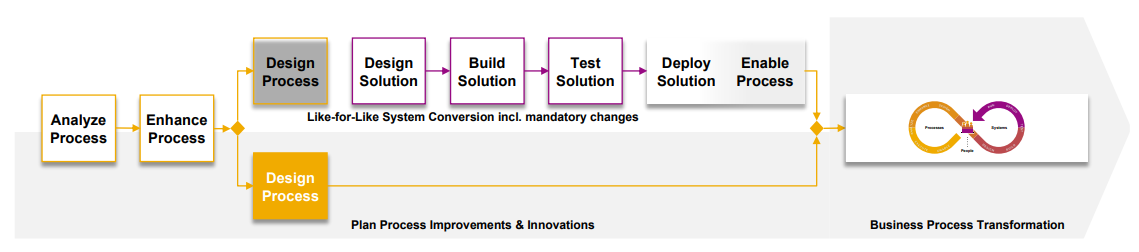 Analyze
Process
Enhance
Process
Design
Process
Design
Solution
Build
Solution
Test
Solution
Deploy
Solution
Enable
Process
Like-for-Like System Conversion incl. mandatory changes
Design
Process
Plan Process Improvements & Innovations
Processes
Systems
People
Business Process Transformation